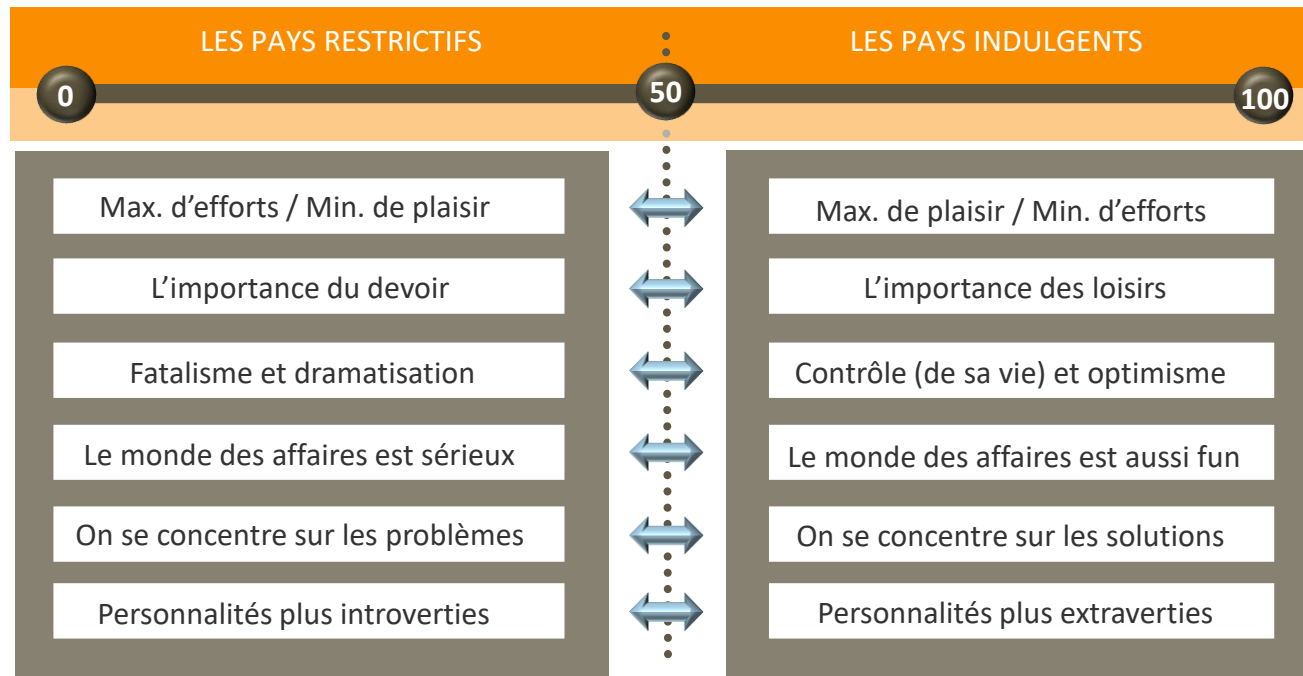 LES PAYS RESTRICTIFS
LES PAYS INDULGENTS
0
50
100
Max. d’efforts / Min. de plaisir
Max. de plaisir / Min. d’efforts
L’importance du devoir
L’importance des loisirs
Fatalisme et dramatisation
Contrôle (de sa vie) et optimisme
Le monde des affaires est sérieux
Le monde des affaires est aussi fun
On se concentre sur les problèmes
On se concentre sur les solutions
Personnalités plus introverties
Personnalités plus extraverties